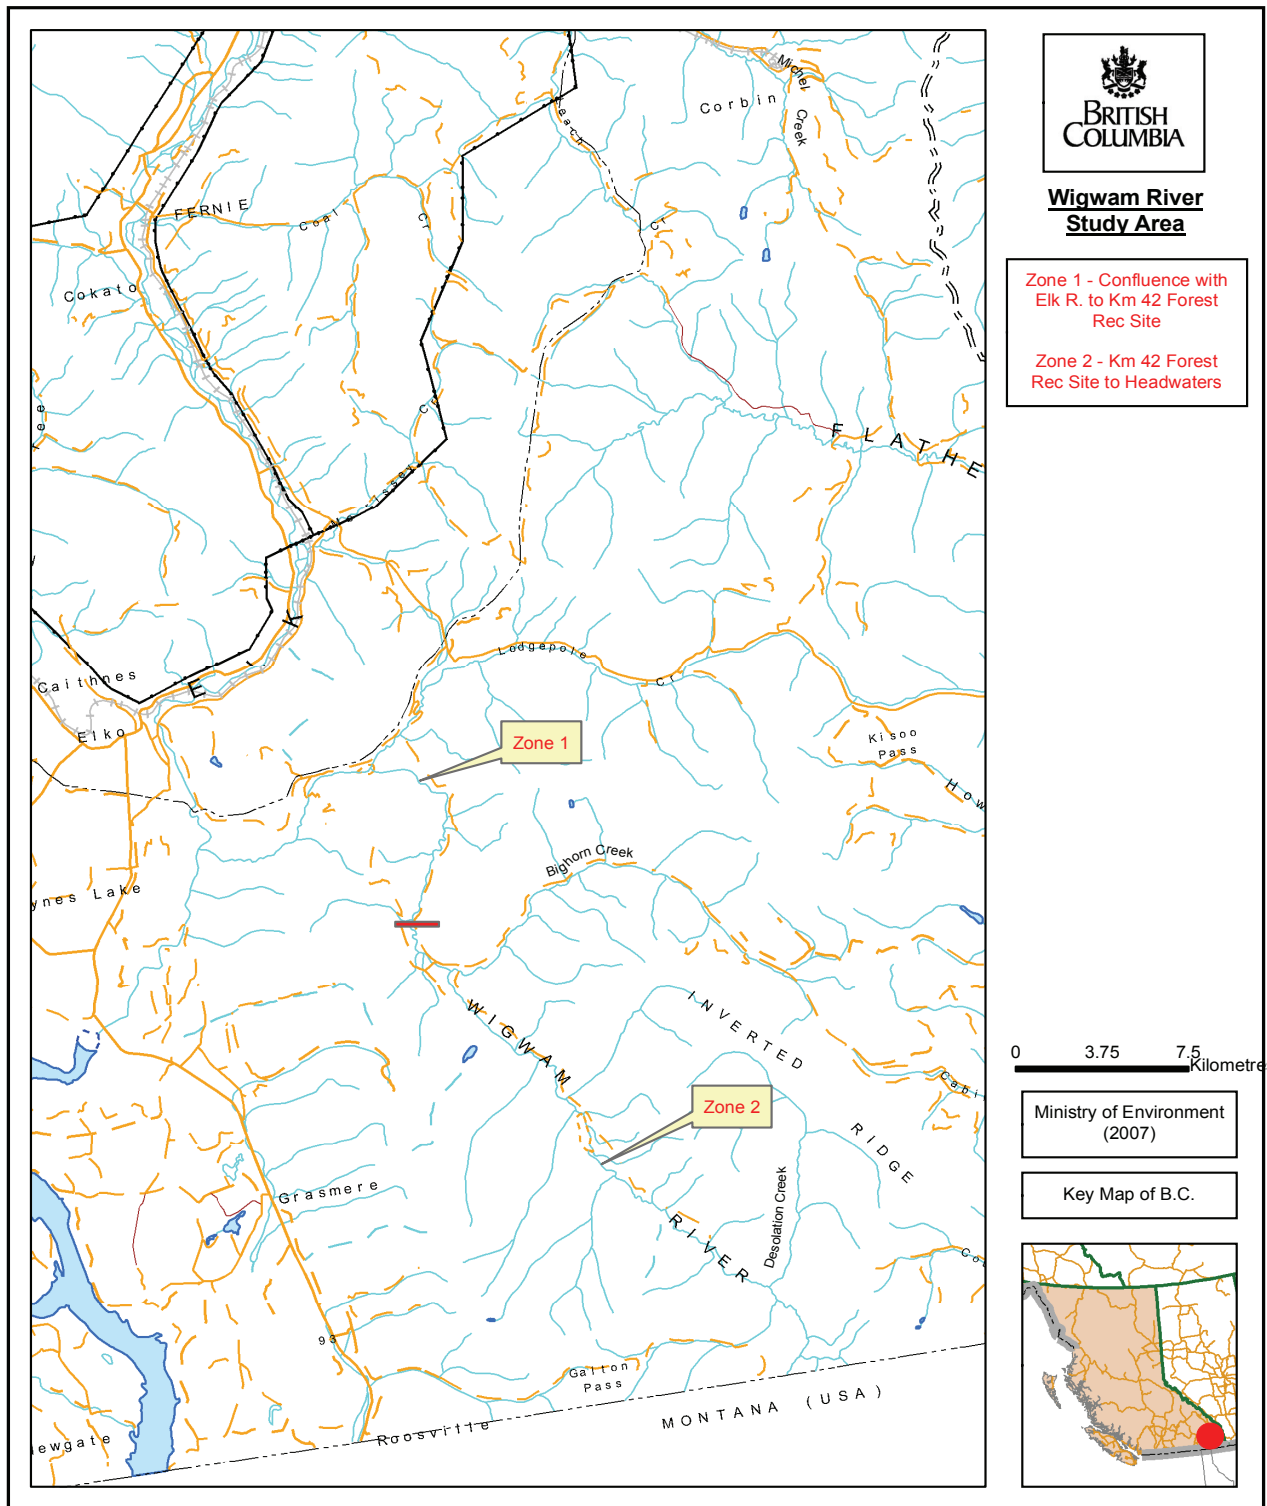 BRITISH
COLUMBIA
Wigwam River
Study Area
Zone 1 - Confluence with
Elk R. to Km 42 Forest
Rec Site
Zone 2 - Km 42 Forest
Rec Site to Headwaters
0 3.75 7.5
Kilometre
Ministry of Environment
(2007)
Key Map of B.C.
Michel
Creek
Corbin
Leach
Cr
FERNIE
Coal
Cr
Cokato
FLATHE
Cr
ELK
Lodgepole
Cr
Caithnes
Elko
Kisoo
Pass
How
Zone 1
Bighorn Creek
ynes Lake
WIGWAM
INVERTED
Cabi
Zone 2
RIDGE
Desolation Creek
Grasmere
RIVER
93
Galton
Pass
MONTANA (USA)
Roosville
ewgate